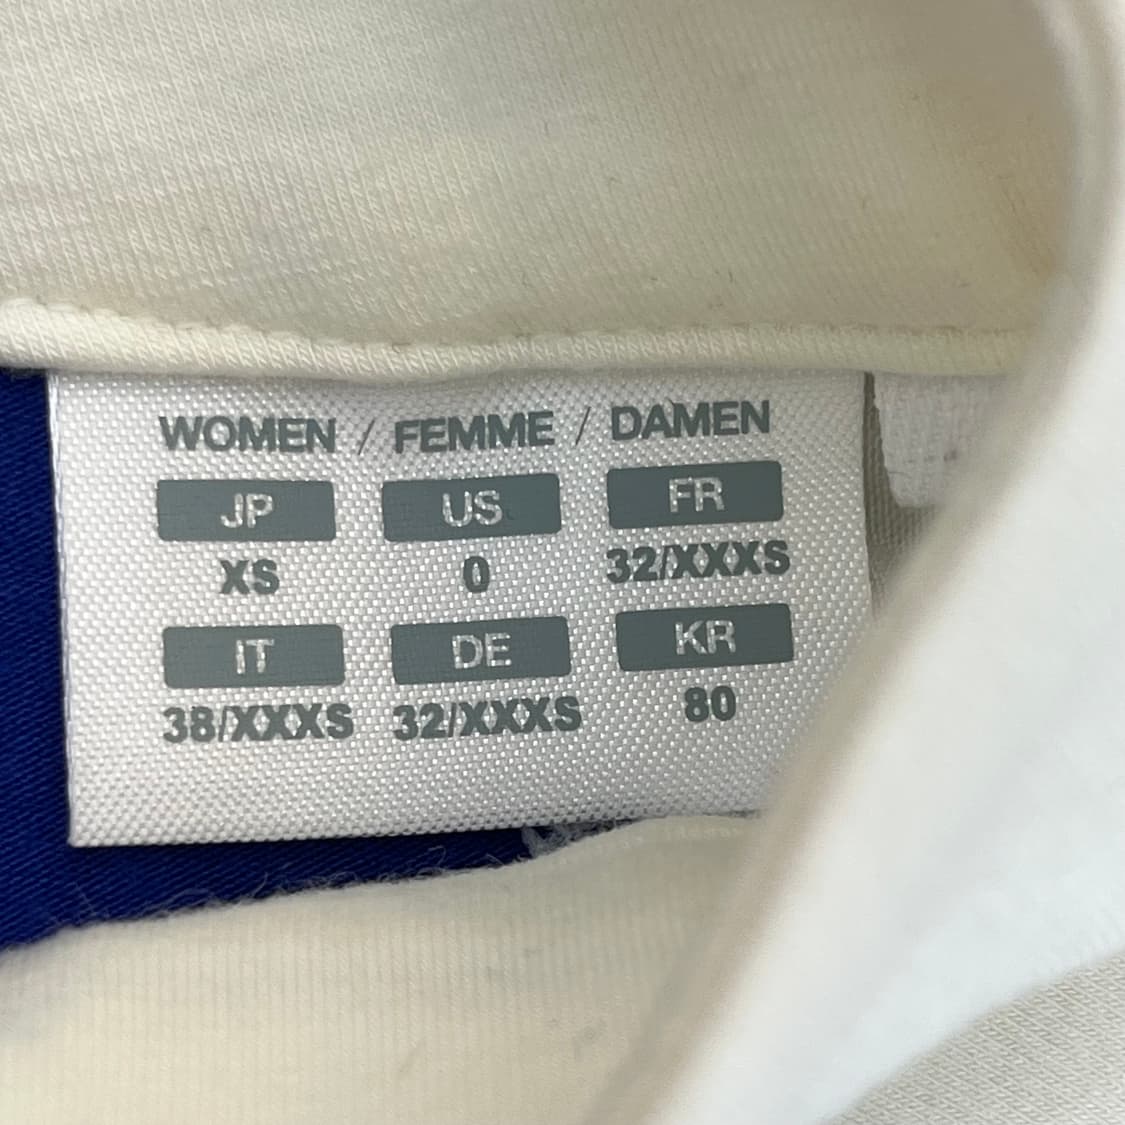 WOMEN / FEMME / DAMEN
JP US FR
XS 0 32/XXXS
IT DE KR
38/XXXS 32/XXXS 80